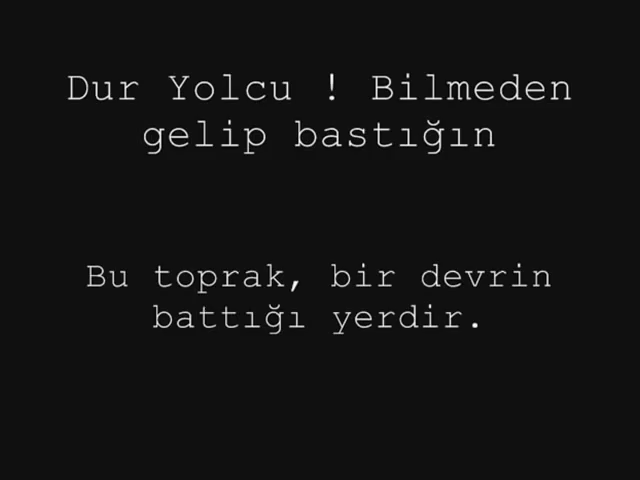 Dur Yolcu ! Bilmeden
gelip bastığın
Bu toprak, bir devrin
battığı yerdir.